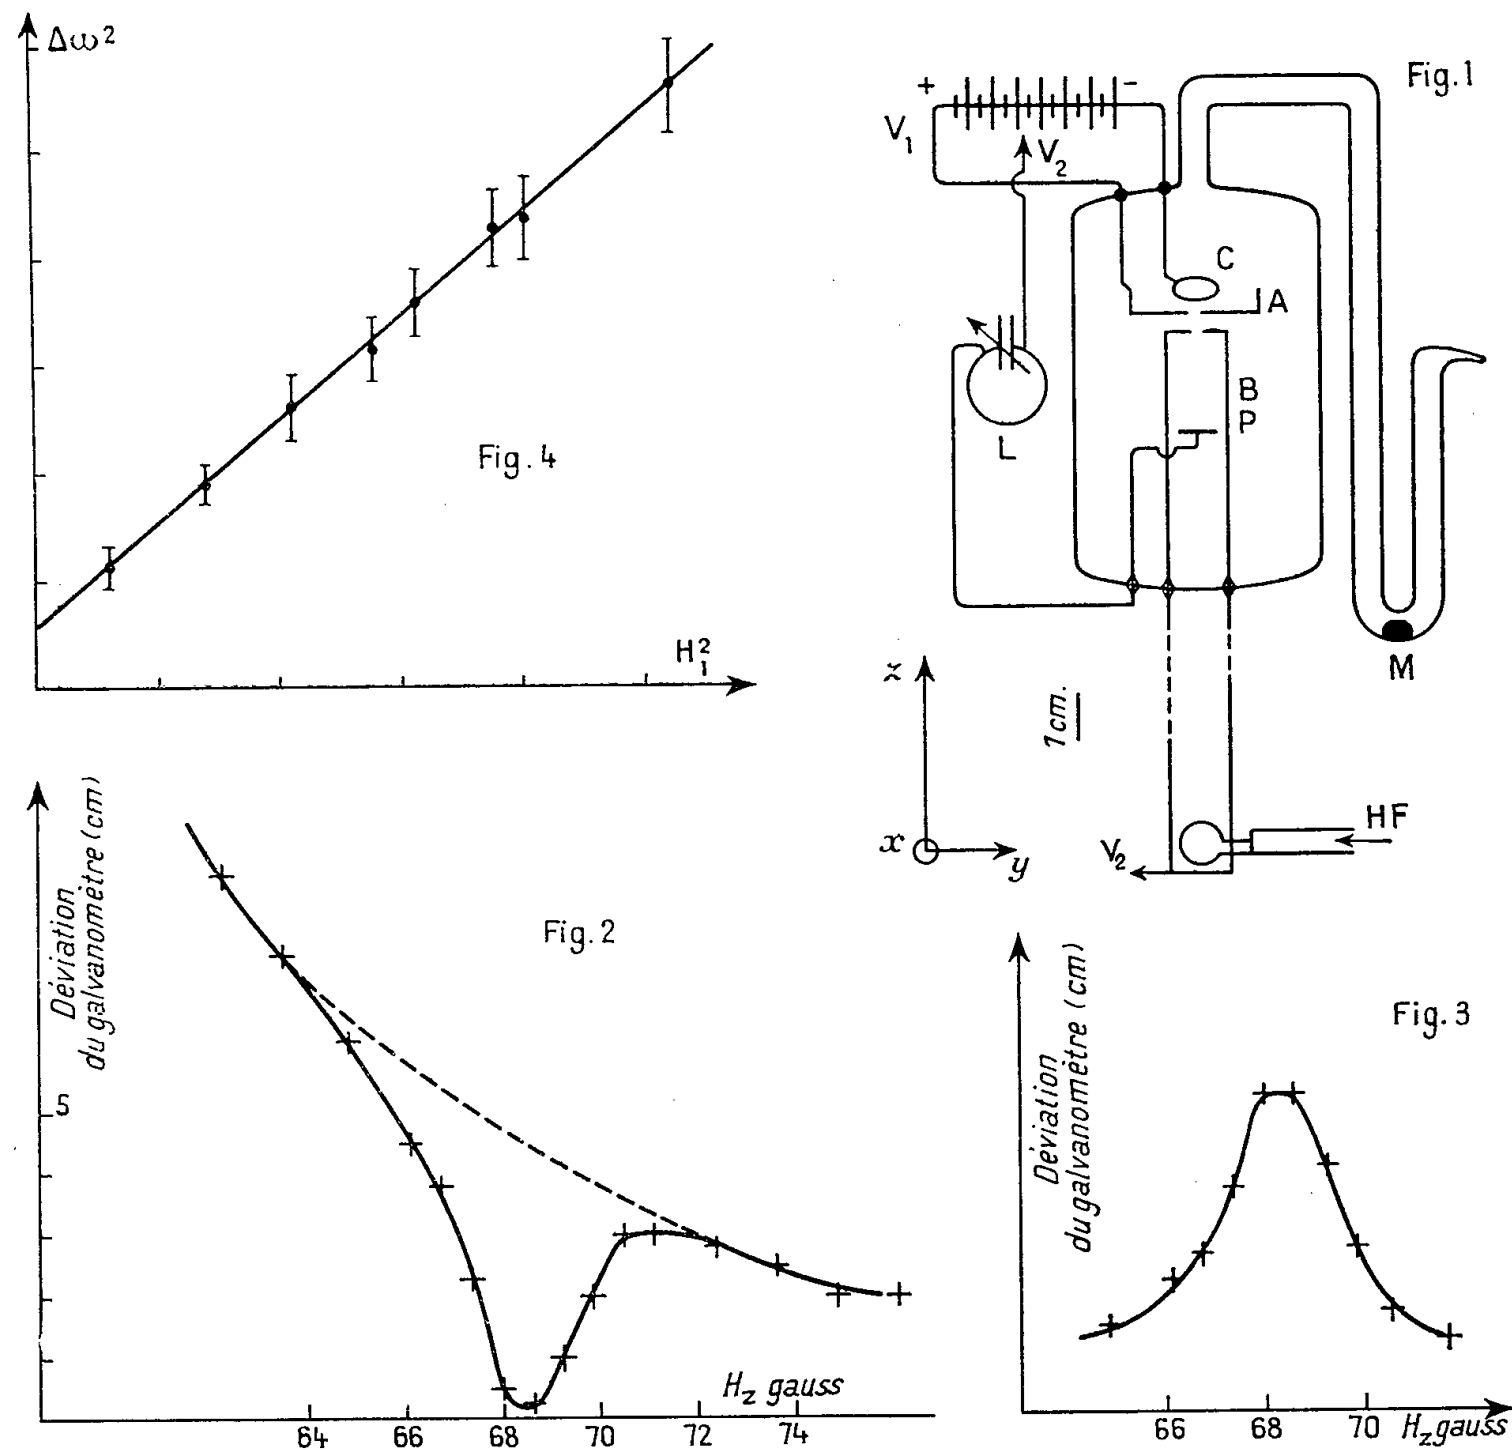 Δω²
Fig. 4
H₁²
Fig.1
+
-
V₁
V₂
C
A
B
P
L
M
z
1cm.
x
y
V₂
HF
Déviation
du galvanomètre (cm)
5
Fig.2
H_z gauss
64
66
68
70
72
74
Déviation
du galvanomètre (cm)
Fig.3
66
68
70
H_z gauss